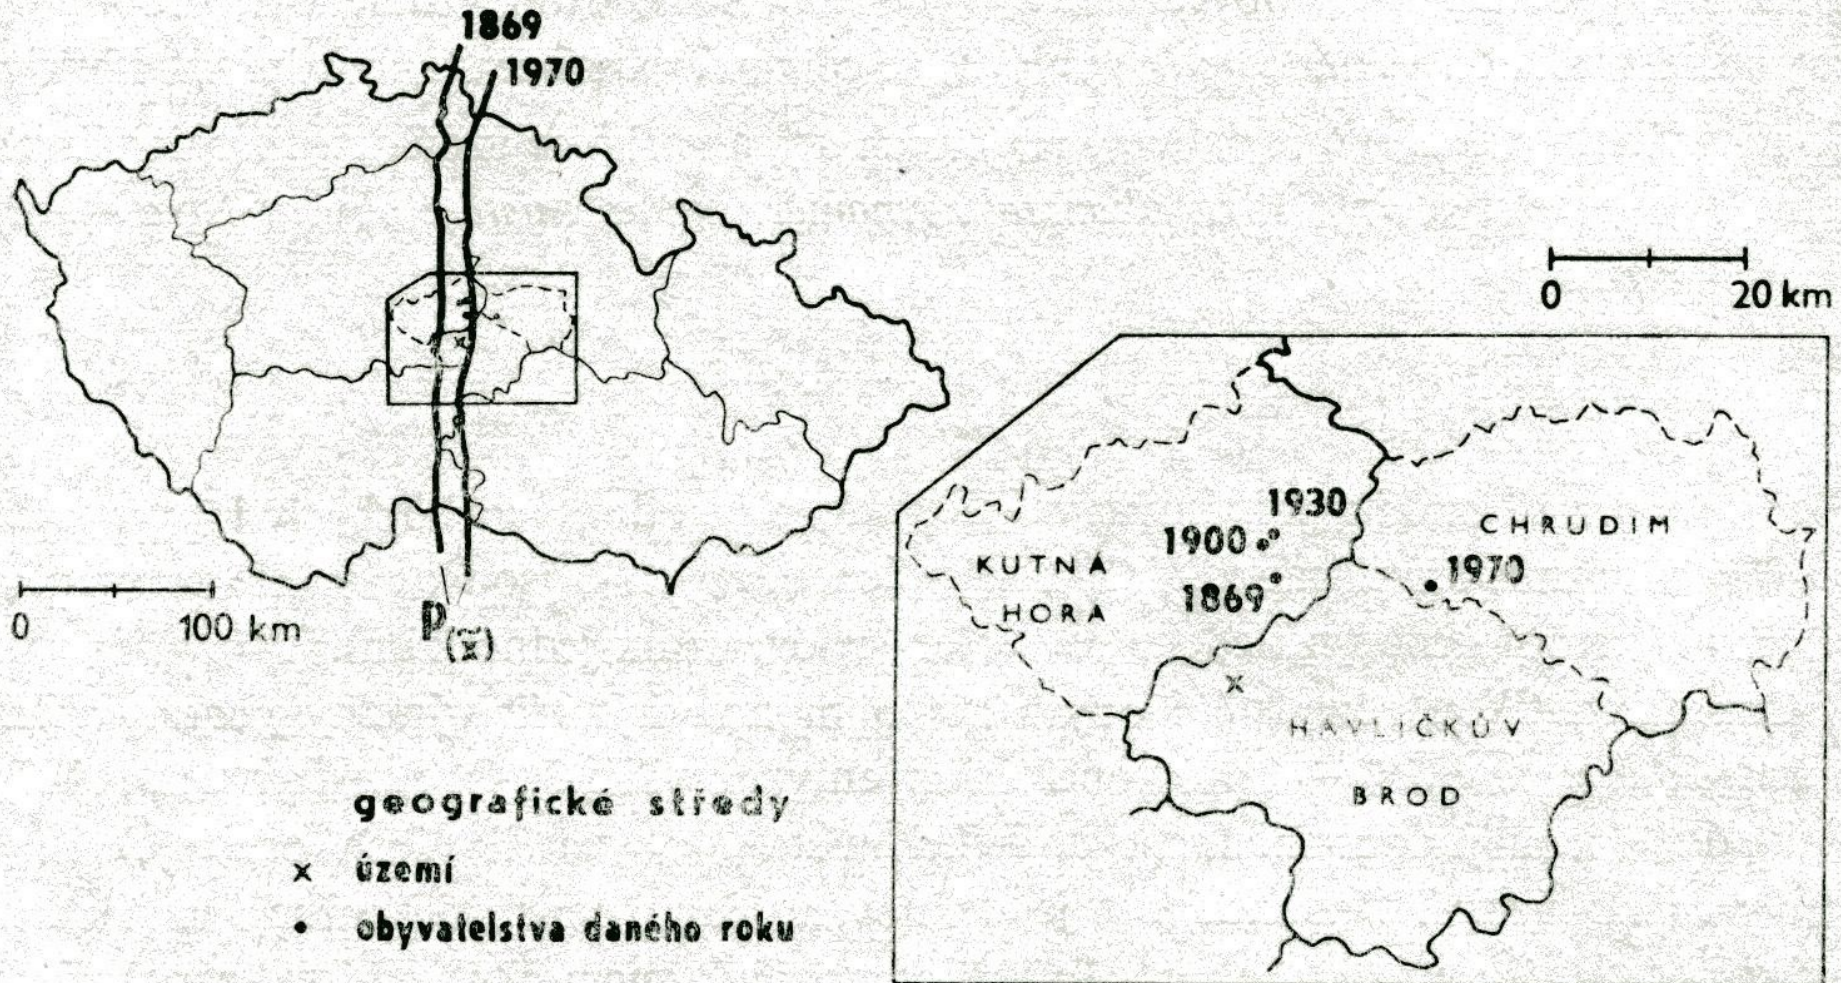 1869
1970
0 100 km
P(x̃)
geografické středy
x území
• obyvatelstva daného roku
0 20 km
1930
1900
1869
1970
KUTNÁ
HORA
CHRUDIM
HAVLÍČKŮV
BROD